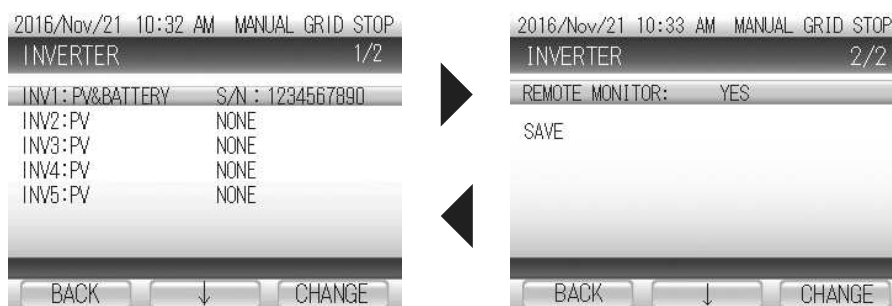 2016/Nov/21 10:32 AM MANUAL GRID STOP
INVERTER 1/2
INV1:PV&BATTERY S/N : 1234567890
INV2:PV NONE
INV3:PV NONE
INV4:PV NONE
INV5:PV NONE
BACK ↓ CHANGE
2016/Nov/21 10:33 AM MANUAL GRID STOP
INVERTER 2/2
REMOTE MONITOR: YES
SAVE
BACK ↓ CHANGE